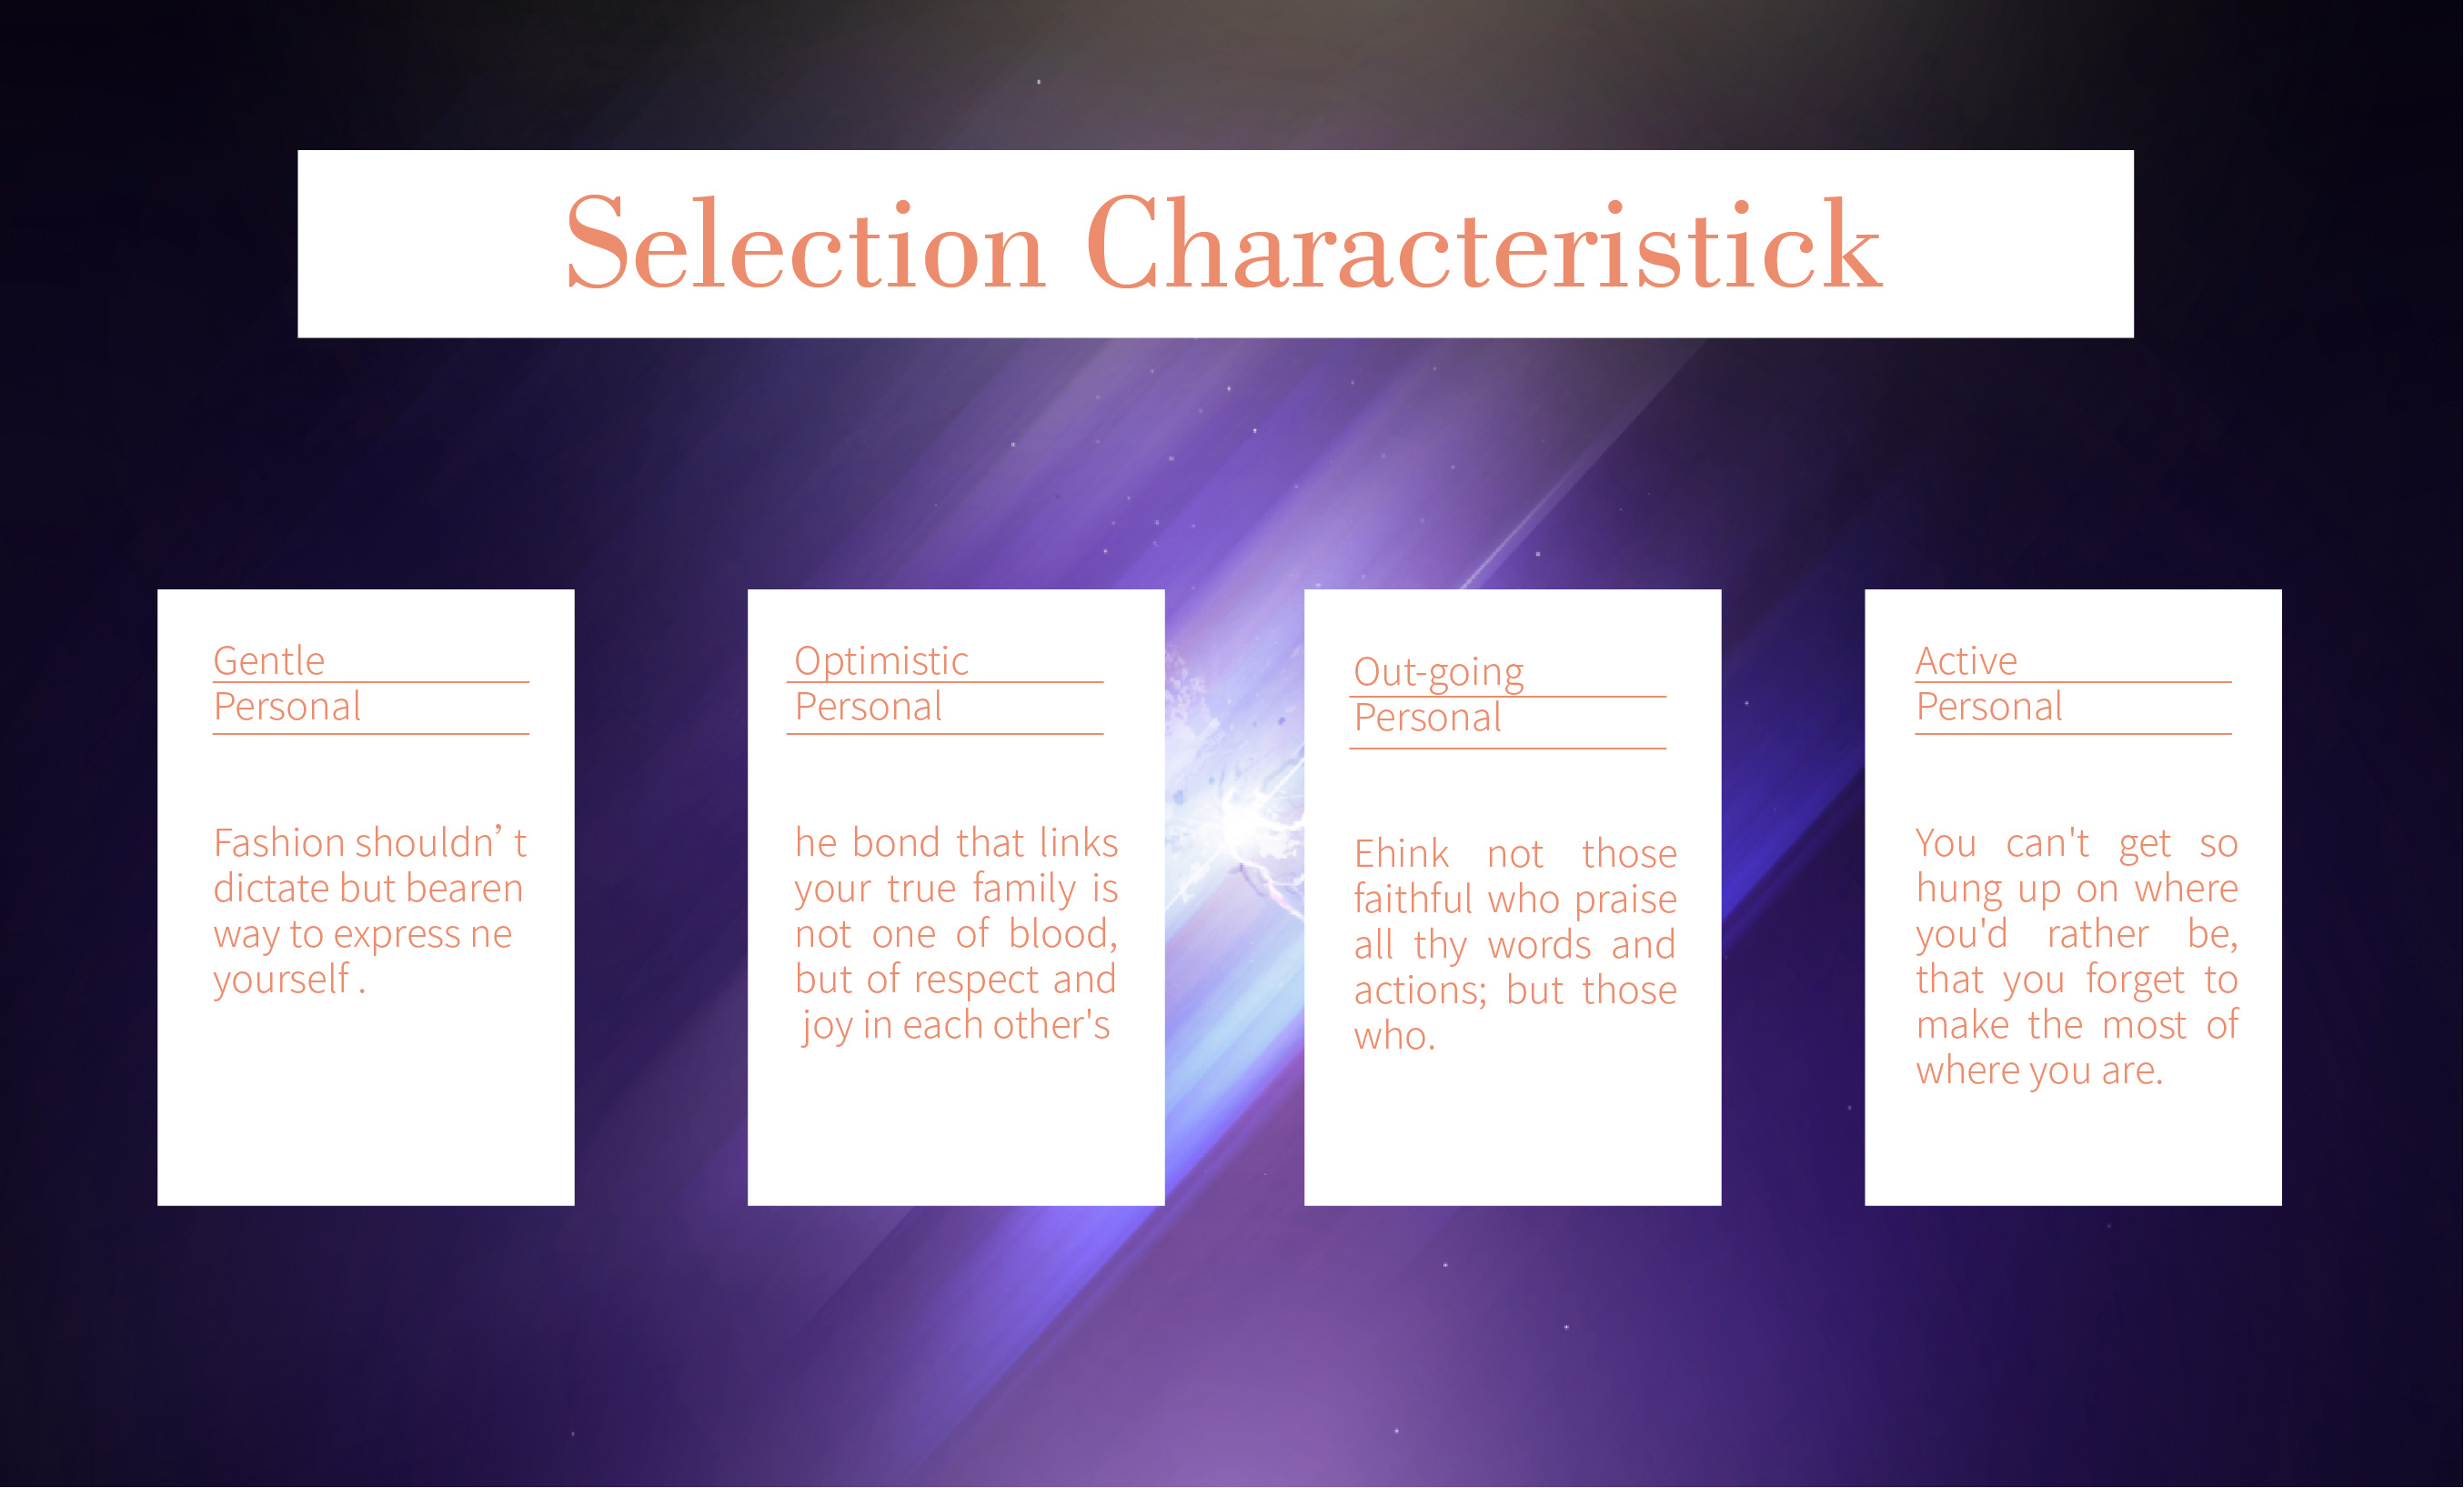 Selection Characteristick
Gentle
Personal
Fashion shouldn’ t
dictate but bearen
way to express ne
yourself .
Optimistic
Personal
he bond that links
your true family is
not one of blood,
but of respect and
joy in each other's
Out-going
Personal
Ehink not those
faithful who praise
all thy words and
actions; but those
who.
Active
Personal
You can't get so
hung up on where
you'd rather be,
that you forget to
make the most of
where you are.